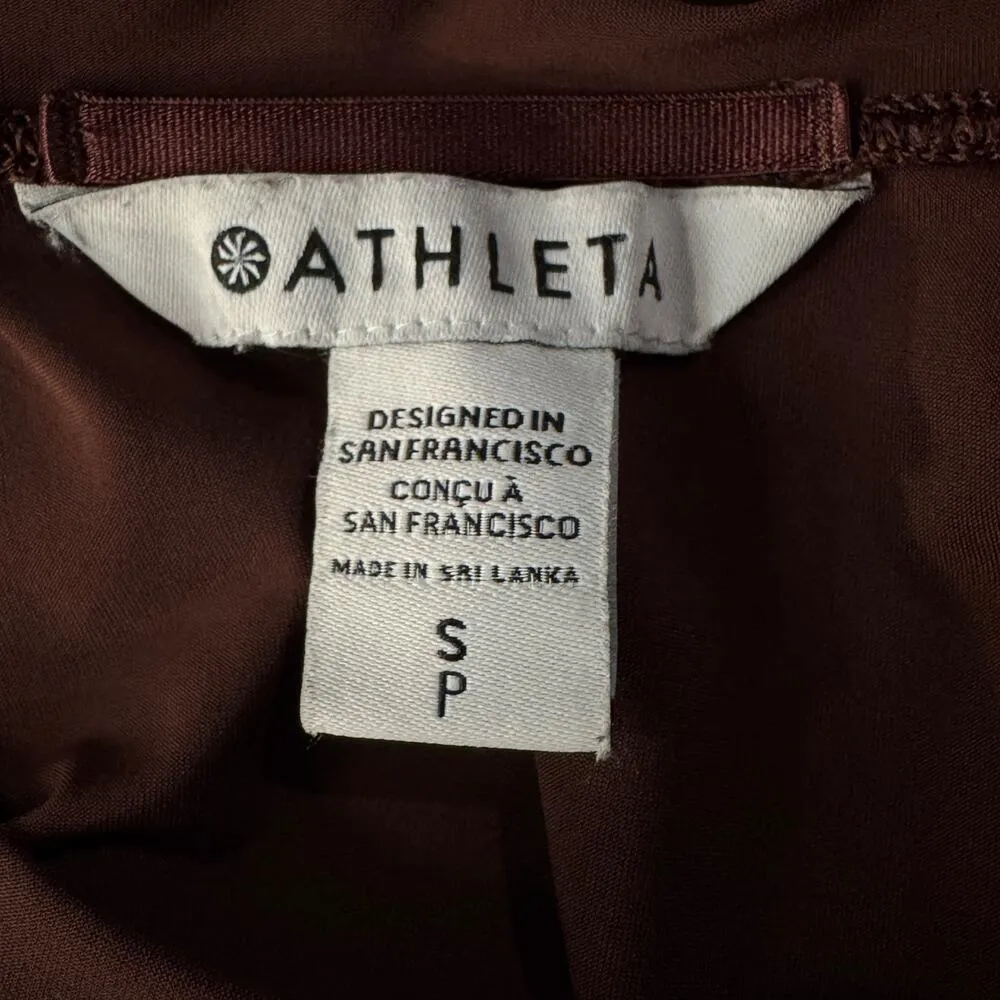 ATHLETA
DESIGNED IN
SAN FRANCISCO
CONÇU À
SAN FRANCISCO
MADE IN SRI LANKA
S
P